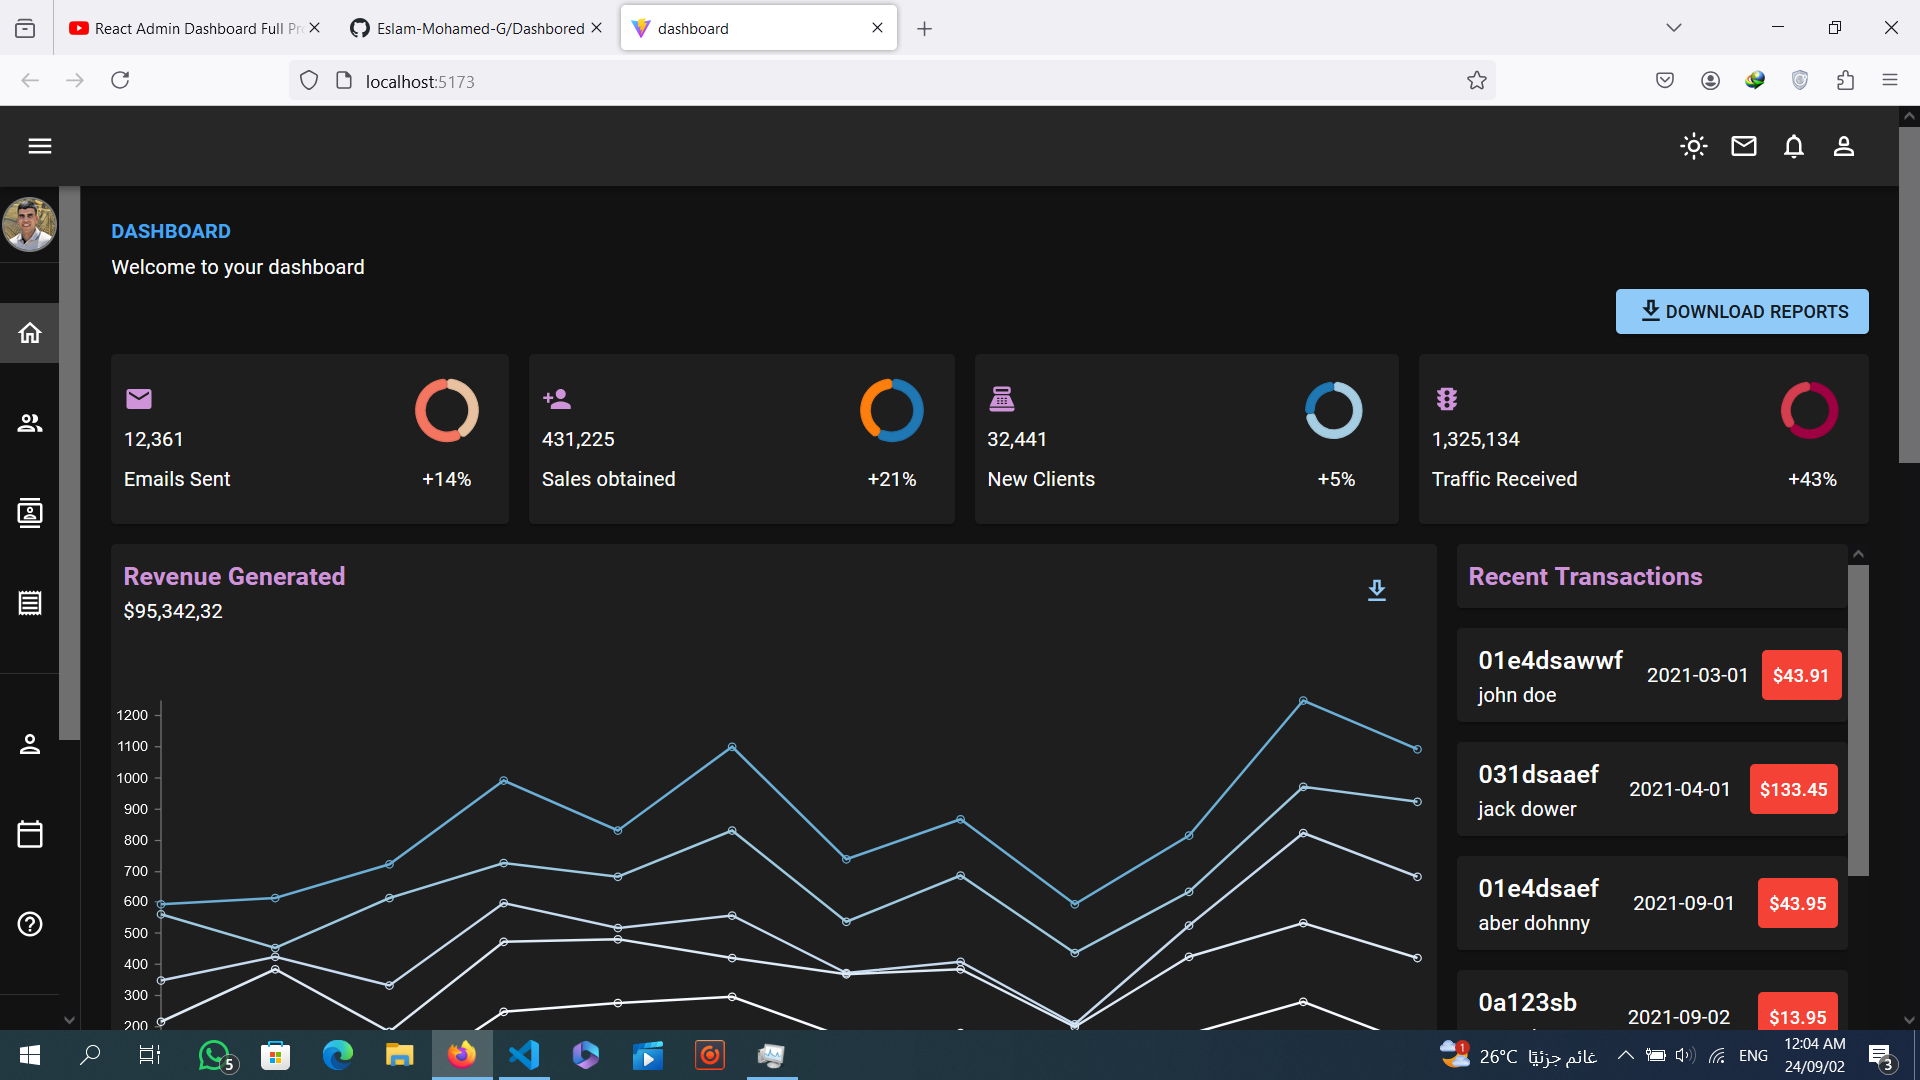 React Admin Dashboard Full Pr
Eslam-Mohamed-G/Dashbored
dashboard
localhost:5173
DASHBOARD
Welcome to your dashboard
DOWNLOAD REPORTS
12,361
Emails Sent
+14%
431,225
Sales obtained
+21%
32,441
New Clients
+5%
1,325,134
Traffic Received
+43%
Revenue Generated
$95,342,32
1200
1100
1000
900
800
700
600
500
400
300
200
Recent Transactions
01e4dsawwf
john doe
2021-03-01
$43.91
031dsaaef
jack dower
2021-04-01
$133.45
01e4dsaef
aber dohnny
2021-09-01
$43.95
0a123sb
2021-09-02
$13.95
5
1
26°C
غائم جزئيًا
ENG
12:04 AM
24/09/02
3